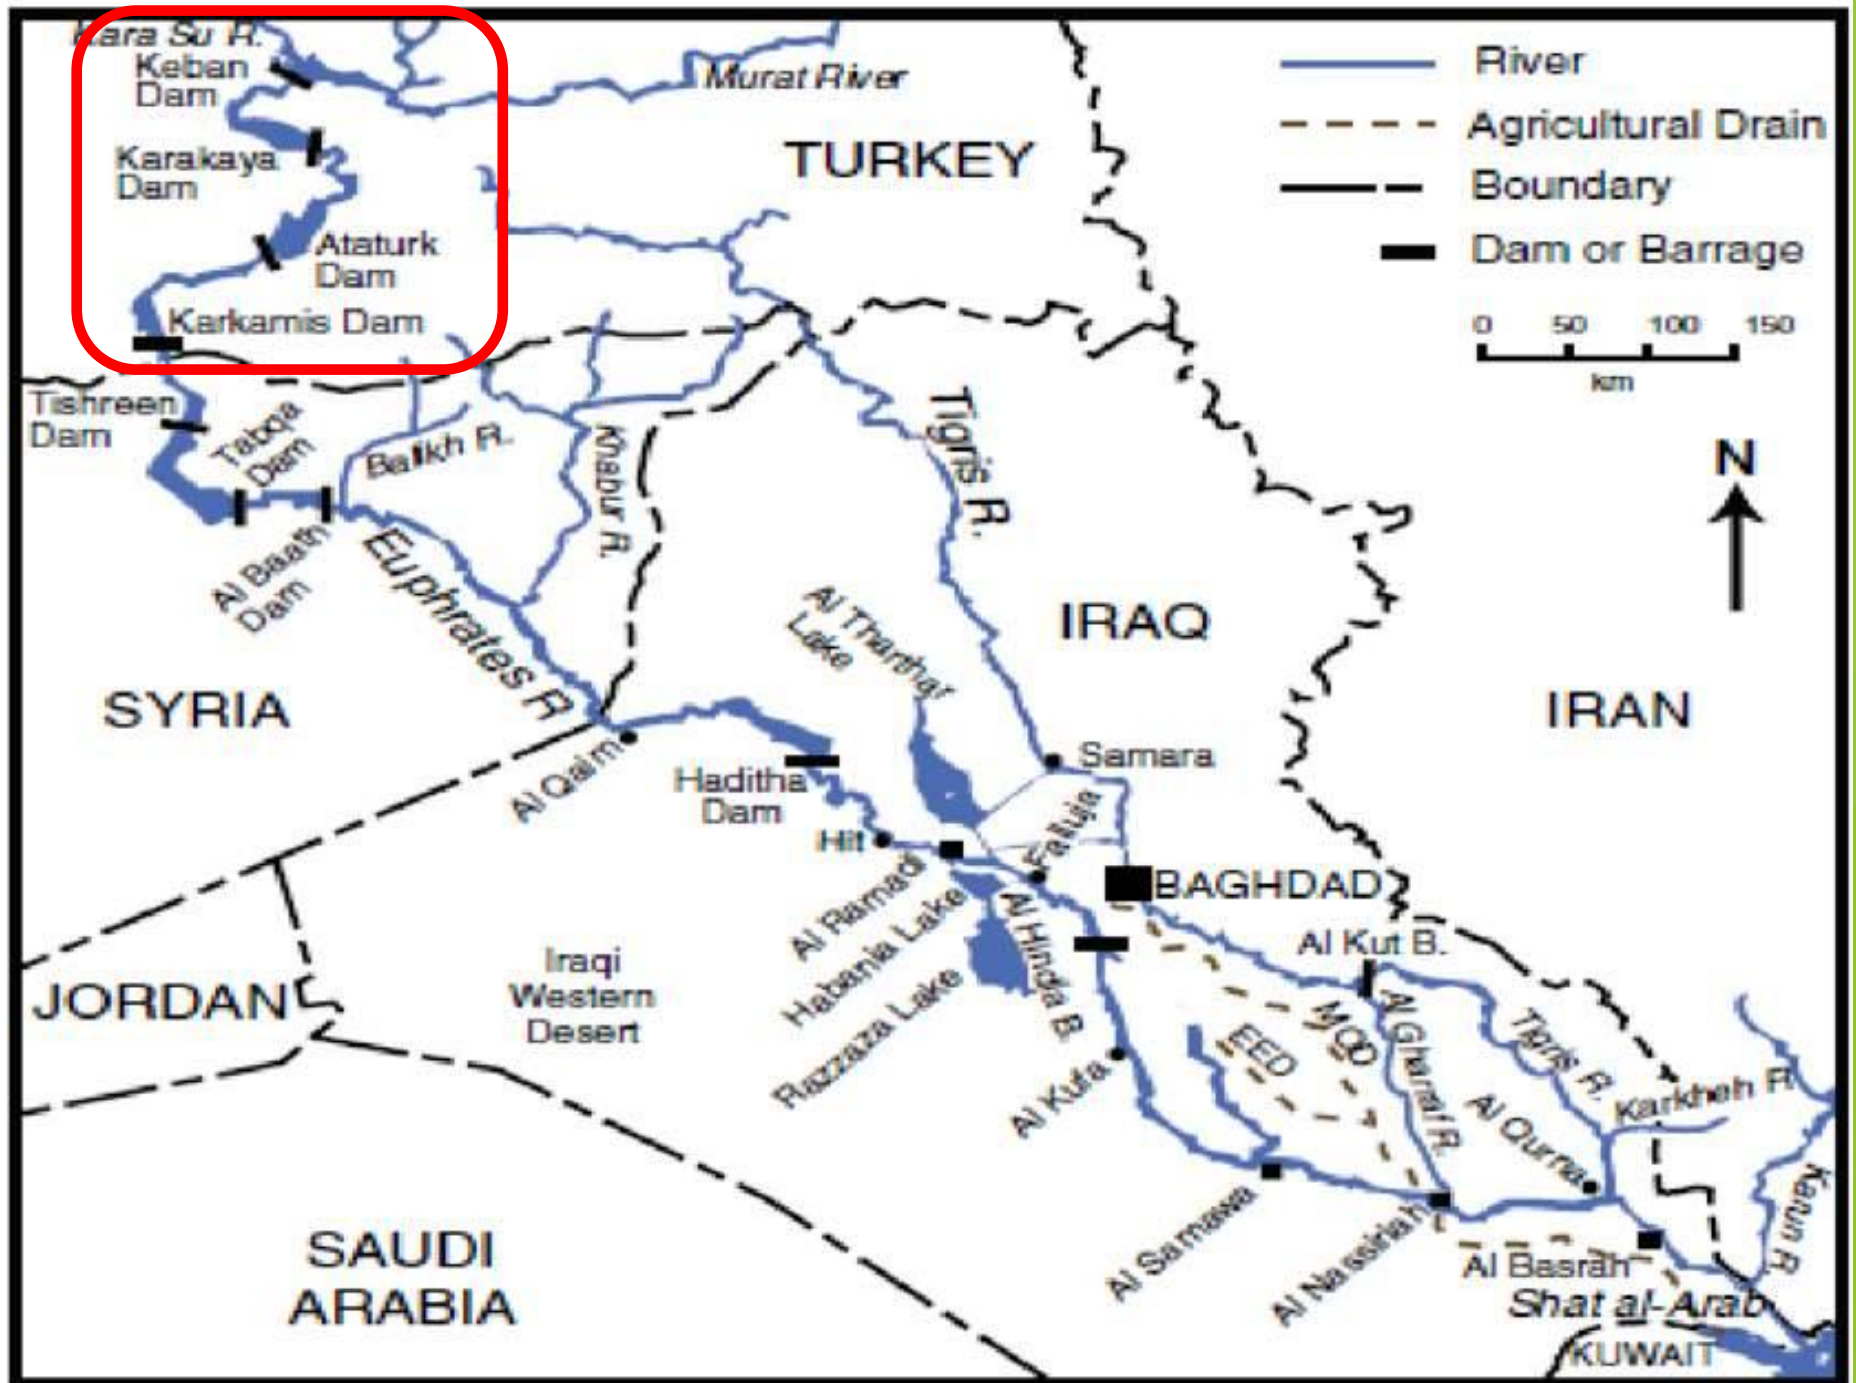 Kara Su R.
Keban
Dam
Murat River
Karakaya
Dam
TURKEY
Ataturk
Dam
Karkamis Dam
River
Agricultural Drain
Boundary
Dam or Barrage
0 50 100 150
km
N
Tishreen
Dam
Tabqa
Dam
Balikh R.
Khabur R.
Tigris R.
Al Baath
Dam
Euphrates R
Al Tharthar
Lake
IRAQ
IRAN
SYRIA
Al Qaim
Haditha
Dam
Samara
Hit
Falluja
Al Ramadi
BAGHDAD
Habania Lake
Al Hinda B.
Razzaza Lake
Al Kut B.
JORDAN
Iraqi
Western
Desert
EED
MOD
Al Gharraf R.
Tigris R.
Al Kufa
Al Qurna
Karkheh R.
Karun R.
Al Samawa
Al Nassiriah
Al Basrah
Shat al-Arab
KUWAIT
SAUDI
ARABIA